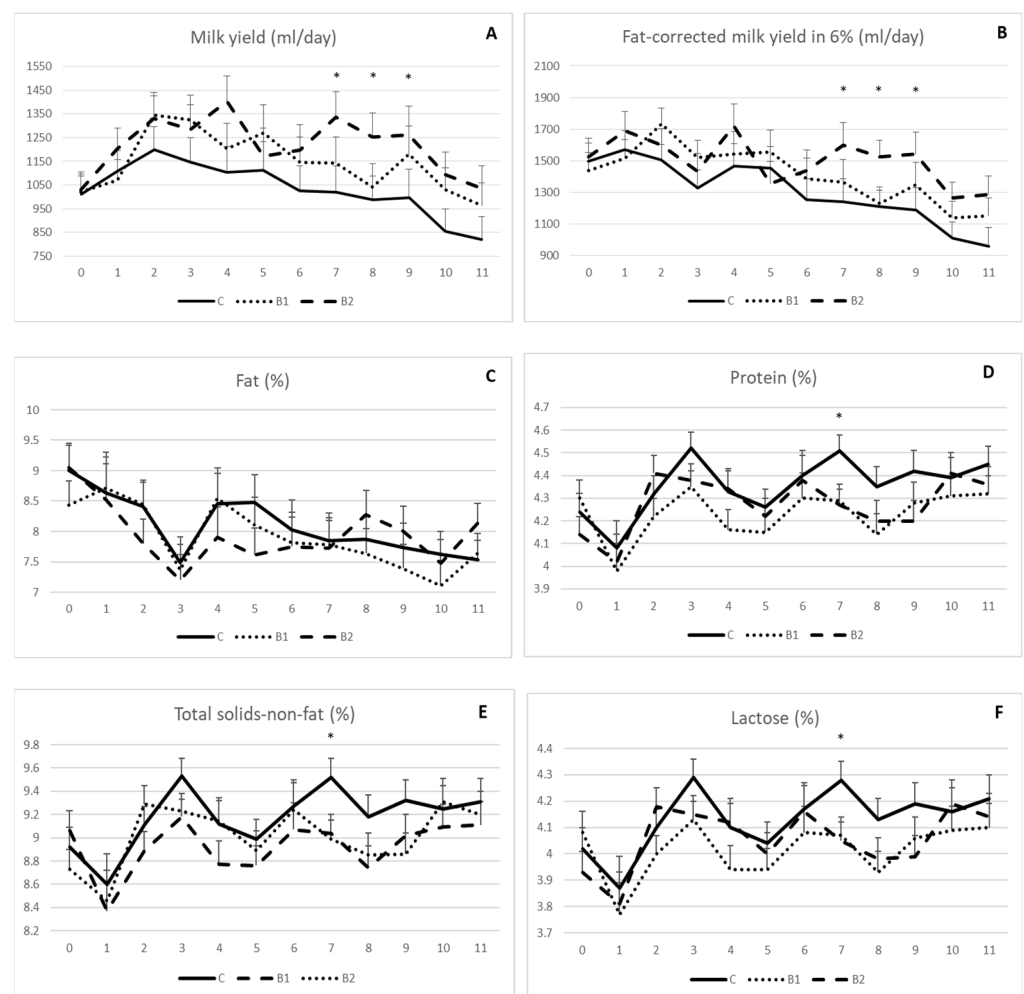 Milk yield (ml/day)
A
1550
1450
1350
1250
1150
1050
950
850
750
* * *
0 1 2 3 4 5 6 7 8 9 10 11
C B1 B2
Fat-corrected milk yield in 6% (ml/day)
B
2100
1900
1700
1500
1300
1100
900
* * *
0 1 2 3 4 5 6 7 8 9 10 11
C B1 B2
Fat (%)
C
10
9.5
9
8.5
8
7.5
7
0 1 2 3 4 5 6 7 8 9 10 11
C B1 B2
Protein (%)
D
4.7
4.6
4.5
4.4
4.3
4.2
4.1
4
3.9
*
0 1 2 3 4 5 6 7 8 9 10 11
C B1 B2
Total solids-non-fat (%)
E
9.8
9.6
9.4
9.2
9
8.8
8.6
8.4
8.2
*
0 1 2 3 4 5 6 7 8 9 10 11
C B1 B2
Lactose (%)
F
4.4
4.3
4.2
4.1
4
3.9
3.8
3.7
*
0 1 2 3 4 5 6 7 8 9 10 11
C B1 B2